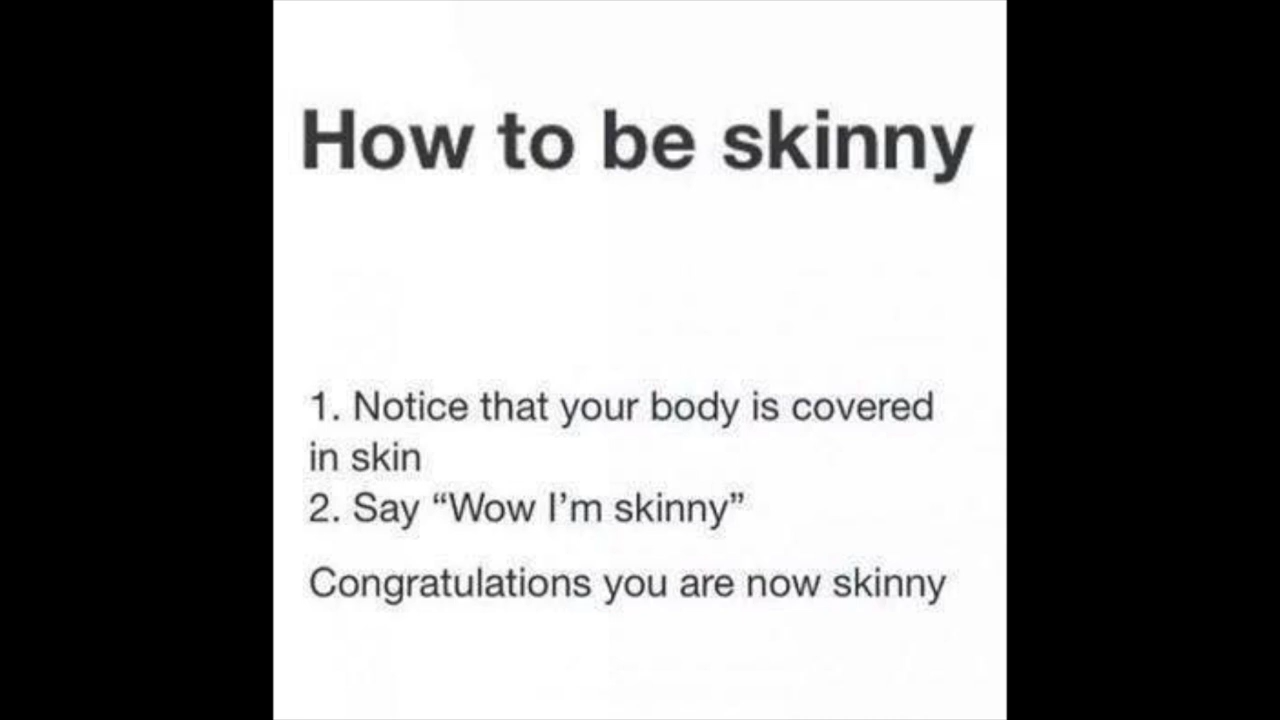 How to be skinny
1. Notice that your body is covered
in skin
2. Say “Wow I’m skinny”
Congratulations you are now skinny